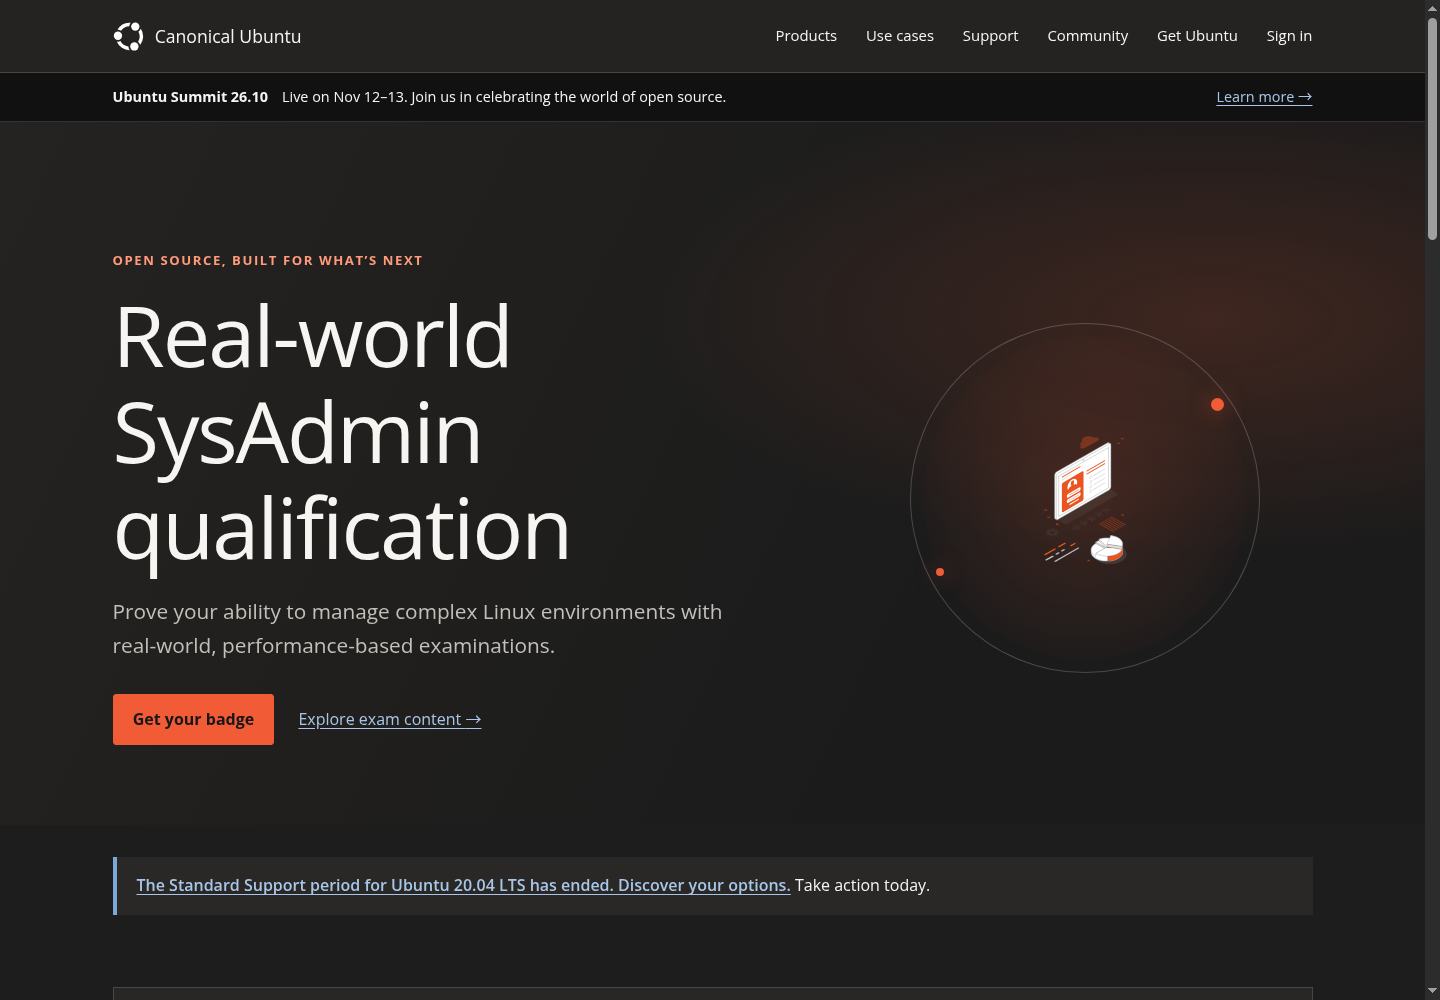 Canonical Ubuntu
Products
Use cases
Support
Community
Get Ubuntu
Sign in
Ubuntu Summit 26.10 Live on Nov 12–13. Join us in celebrating the world of open source.
Learn more →
OPEN SOURCE, BUILT FOR WHAT’S NEXT
Real-world
SysAdmin
qualification
Prove your ability to manage complex Linux environments with
real-world, performance-based examinations.
Get your badge
Explore exam content →
The Standard Support period for Ubuntu 20.04 LTS has ended. Discover your options. Take action today.